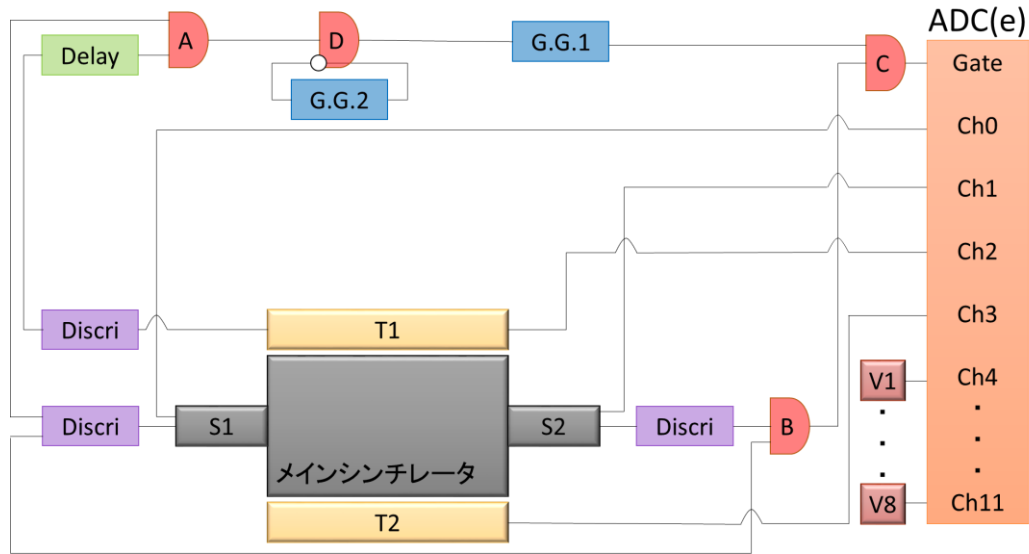 ADC(e)
A
D
G.G.1
Delay
C
Gate
G.G.2
Ch0
Ch1
Ch2
Ch3
Discri
T1
V1
Ch4
Discri
S1
S2
Discri
B
メインシンチレータ
V8
Ch11
T2